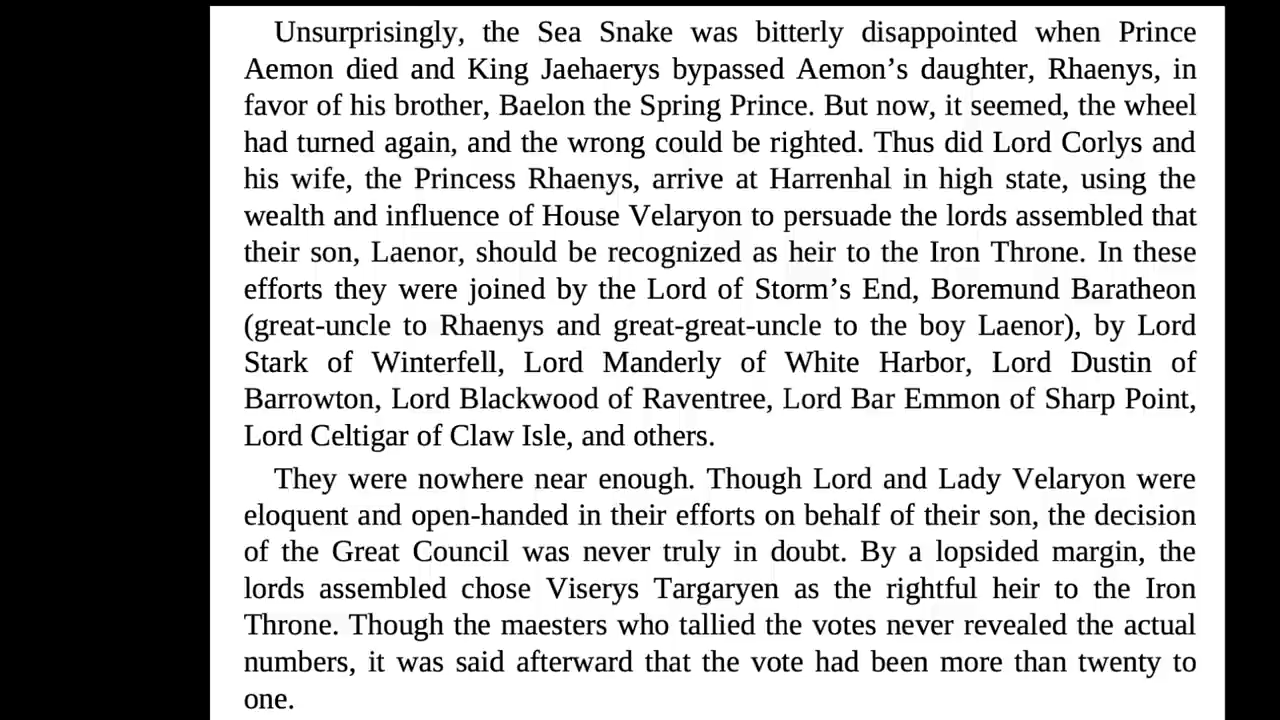 Unsurprisingly, the Sea Snake was bitterly disappointed when Prince
Aemon died and King Jaehaerys bypassed Aemon’s daughter, Rhaenys, in
favor of his brother, Baelon the Spring Prince. But now, it seemed, the wheel
had turned again, and the wrong could be righted. Thus did Lord Corlys and
his wife, the Princess Rhaenys, arrive at Harrenhal in high state, using the
wealth and influence of House Velaryon to persuade the lords assembled that
their son, Laenor, should be recognized as heir to the Iron Throne. In these
efforts they were joined by the Lord of Storm’s End, Boremund Baratheon
(great-uncle to Rhaenys and great-great-uncle to the boy Laenor), by Lord
Stark of Winterfell, Lord Manderly of White Harbor, Lord Dustin of
Barrowton, Lord Blackwood of Raventree, Lord Bar Emmon of Sharp Point,
Lord Celtigar of Claw Isle, and others.
They were nowhere near enough. Though Lord and Lady Velaryon were
eloquent and open-handed in their efforts on behalf of their son, the decision
of the Great Council was never truly in doubt. By a lopsided margin, the
lords assembled chose Viserys Targaryen as the rightful heir to the Iron
Throne. Though the maesters who tallied the votes never revealed the actual
numbers, it was said afterward that the vote had been more than twenty to
one.